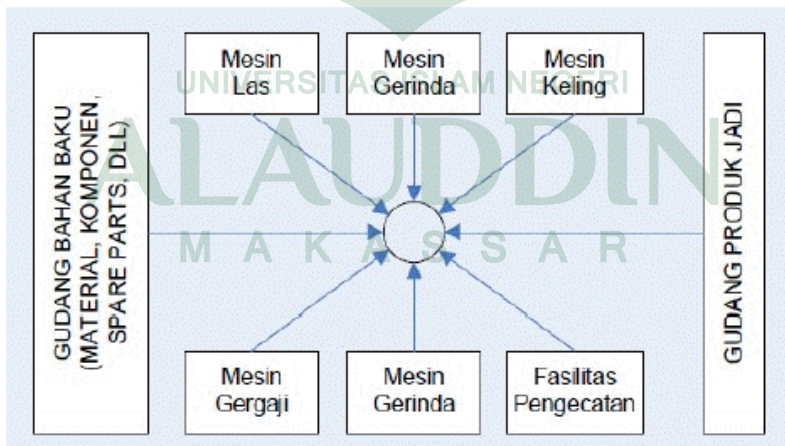 GUDANG BAHAN BAKU
(MATERIAL, KOMPONEN,
SPARE PARTS, DLL)
Mesin
Las
Mesin
Gerinda
Mesin
Keling
UNIVERSITAS ISLAM NEGERI
ALAUDDIN
MAKASSAR
Mesin
Gergaji
Mesin
Gerinda
Fasilitas
Pengecatan
GUDANG PRODUK JADI